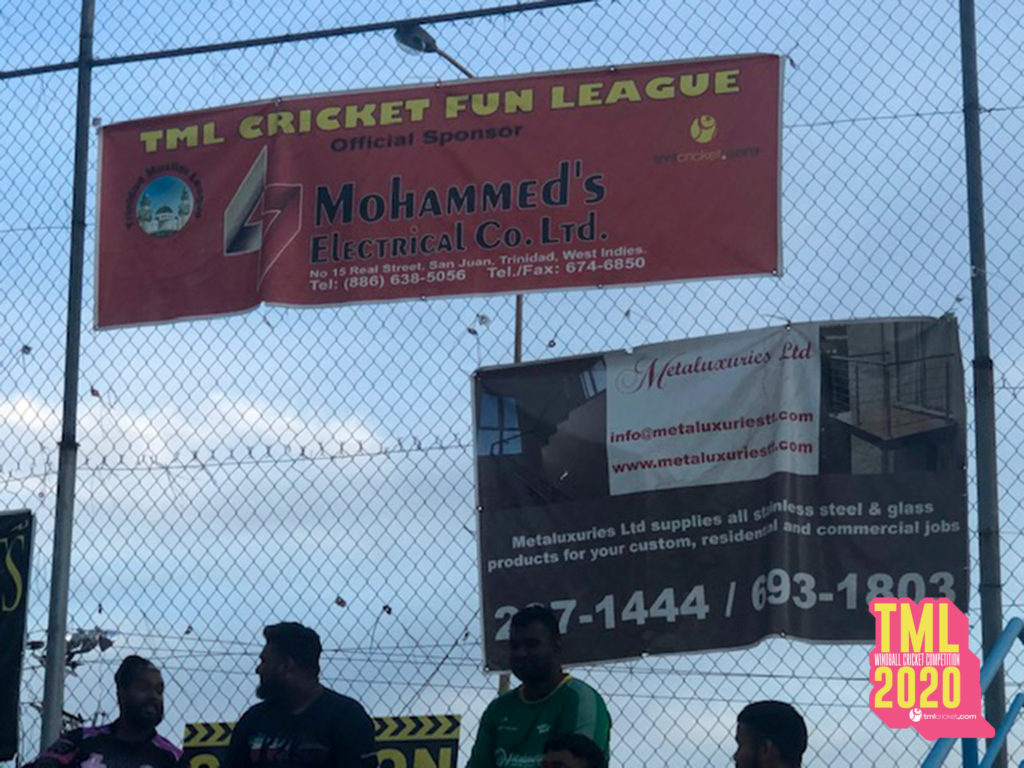 TML CRICKET FUN LEAGUE
Official Sponsor
tmlcricket.com
MOHAMMED'S
ELECTRICAL CO. LTD.
No 15 Real Street, San Juan, Trinidad, West Indies.
Tel: (886) 638-5056 Tel./Fax: 674-6850
Metaluxuries Ltd
info@metaluxuriestt.com
www.metaluxuriestt.com
Metaluxuries Ltd supplies all stainless steel & glass
products for your custom, residential and commercial jobs
/ 693-1803
TML
WINDBALL CRICKET COMPETITION
2020
tmlcricket.com